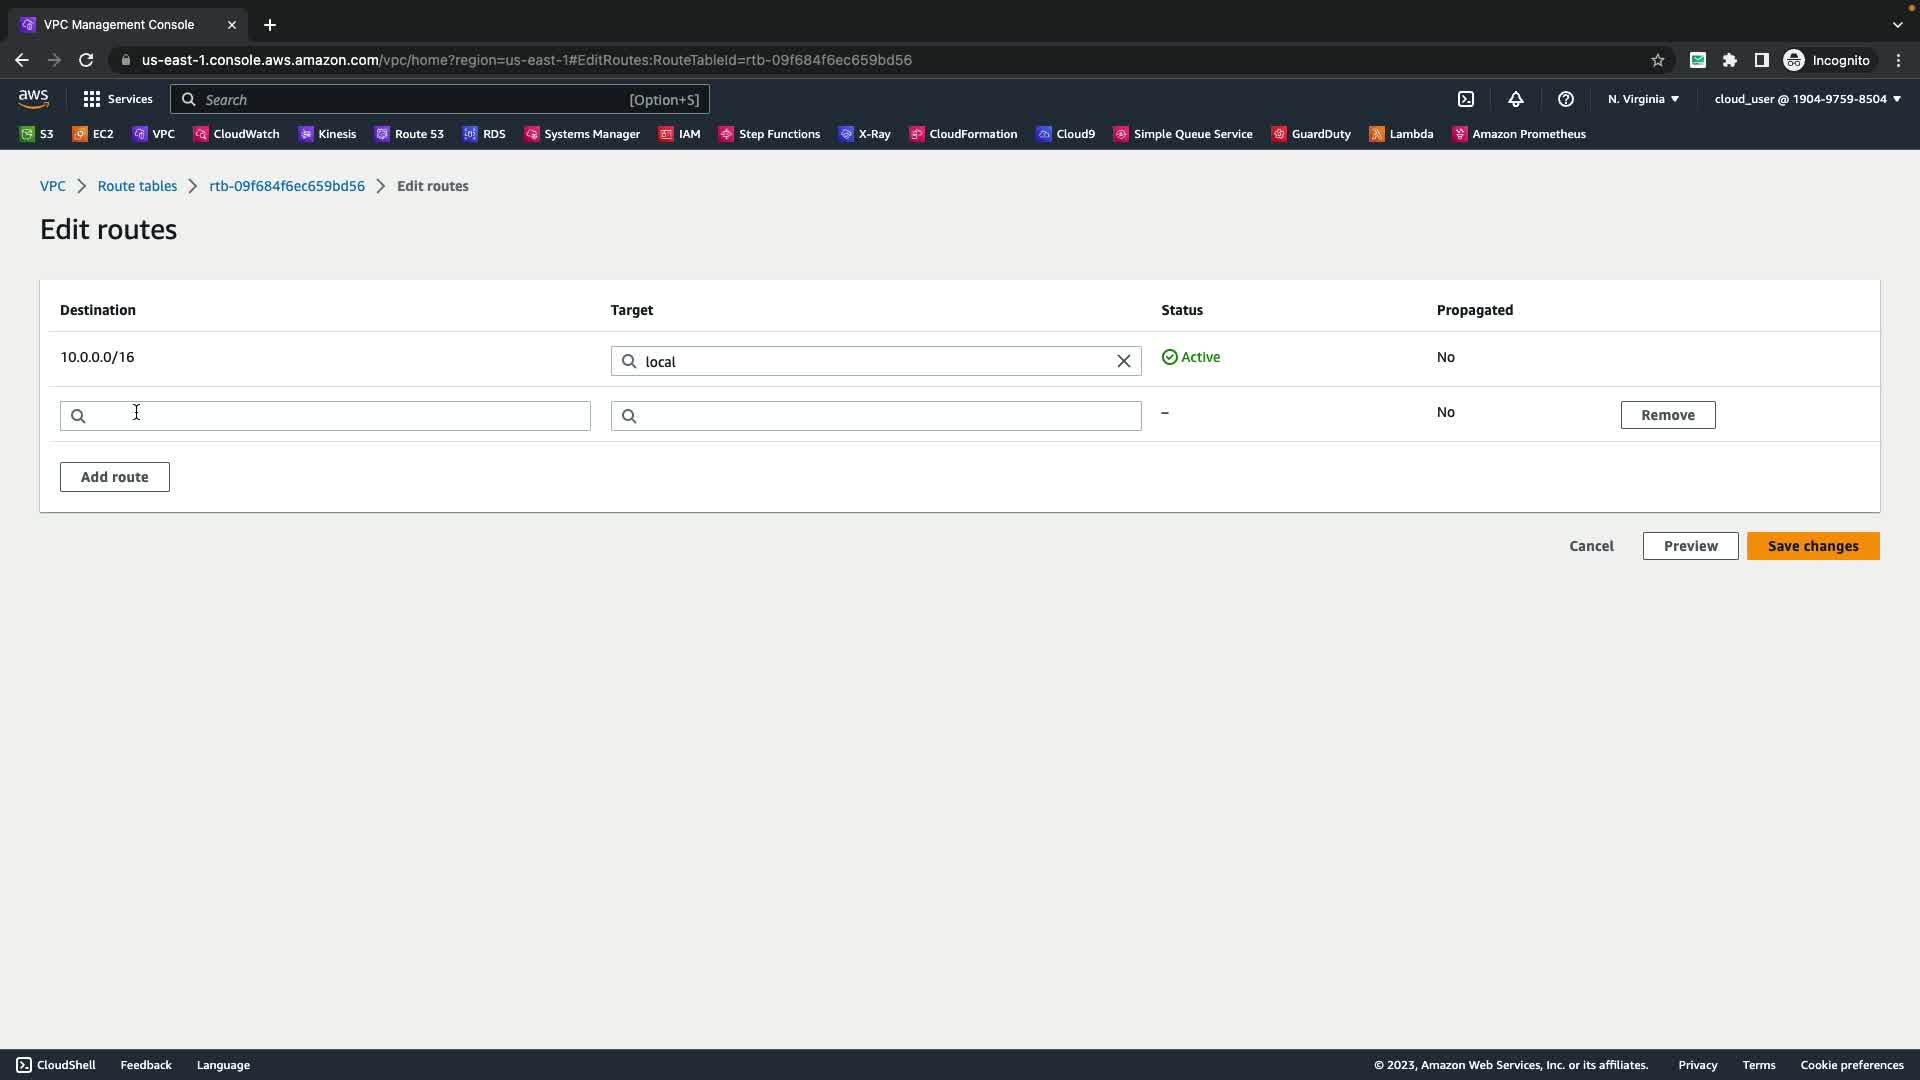 VPC Management Console
us-east-1.console.aws.amazon.com/vpc/home?region=us-east-1#EditRoutes:RouteTableId=rtb-09f684f6ec659bd56
Incognito
aws
Services
Search
[Option+S]
N. Virginia
cloud_user @ 1904-9759-8504
S3 EC2 VPC CloudWatch Kinesis Route 53 RDS Systems Manager IAM Step Functions X-Ray CloudFormation Cloud9 Simple Queue Service GuardDuty Lambda Amazon Prometheus
VPC Route tables rtb-09f684f6ec659bd56 Edit routes
Edit routes
Destination Target Status Propagated
10.0.0.0/16 local Active No
– No Remove
Add route
Cancel Preview Save changes
CloudShell Feedback Language © 2023, Amazon Web Services, Inc. or its affiliates. Privacy Terms Cookie preferences